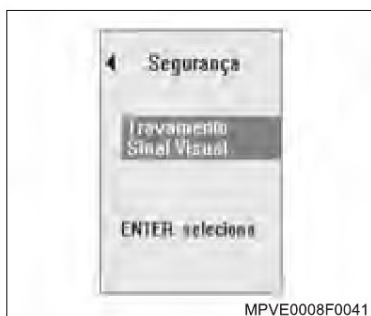 Segurança
Travamento
Sinal Visual
ENTER seleciona
MPVE0008F0041